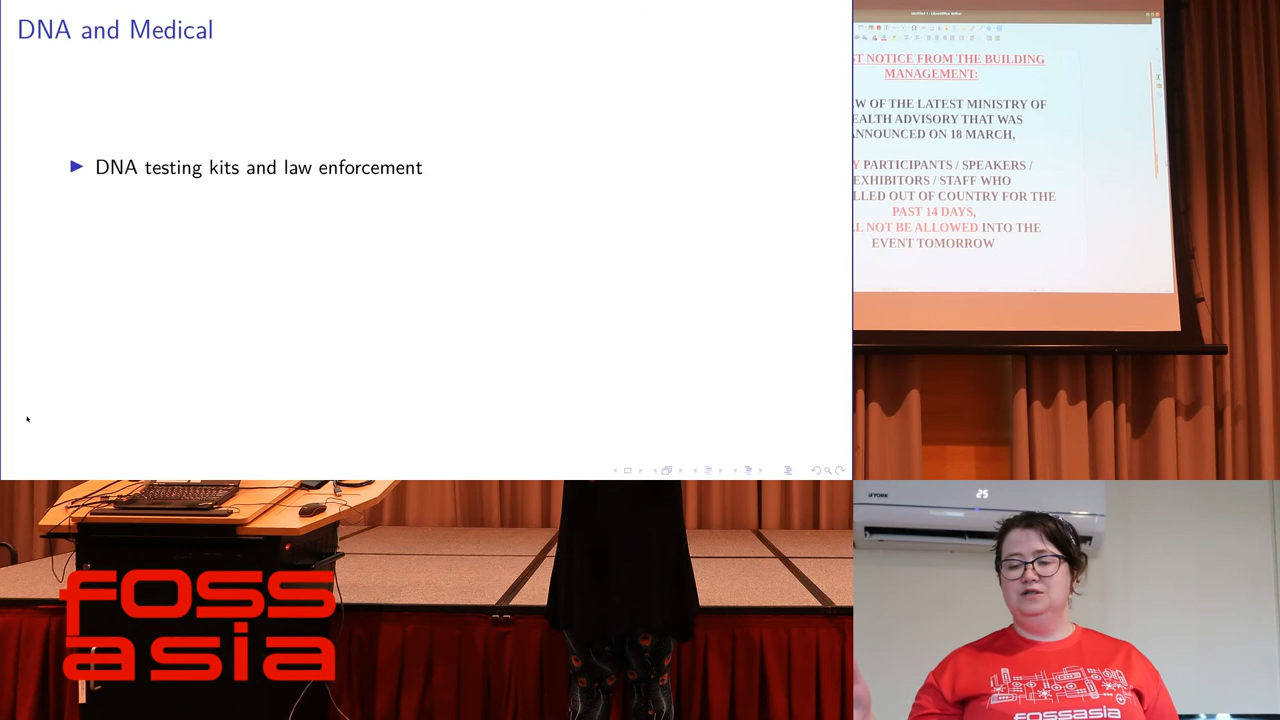 DNA and Medical
DNA testing kits and law enforcement
NOTICE FROM THE BUILDING
MANAGEMENT:
OF THE LATEST MINISTRY OF
ADVISORY THAT WAS
ANNOUNCED ON 18 MARCH,
PARTICIPANTS / SPEAKERS /
EXHIBITORS / STAFF WHO
OUT OF COUNTRY FOR THE
PAST 14 DAYS,
NOT BE ALLOWED INTO THE
EVENT TOMORROW
YORK
25
FOSS
asia
fossasia